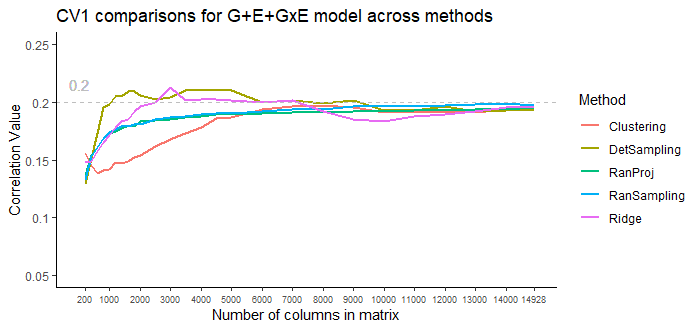 CV1 comparisons for G+E+GxE model across methods
0.25
0.2
0.2
0.15
0.1
0.05
Correlation Value
200 1000 2000 3000 4000 5000 6000 7000 8000 9000 10000 11000 12000 13000 14000 14928
Number of columns in matrix
Method
Clustering
DetSampling
RanProj
RanSampling
Ridge